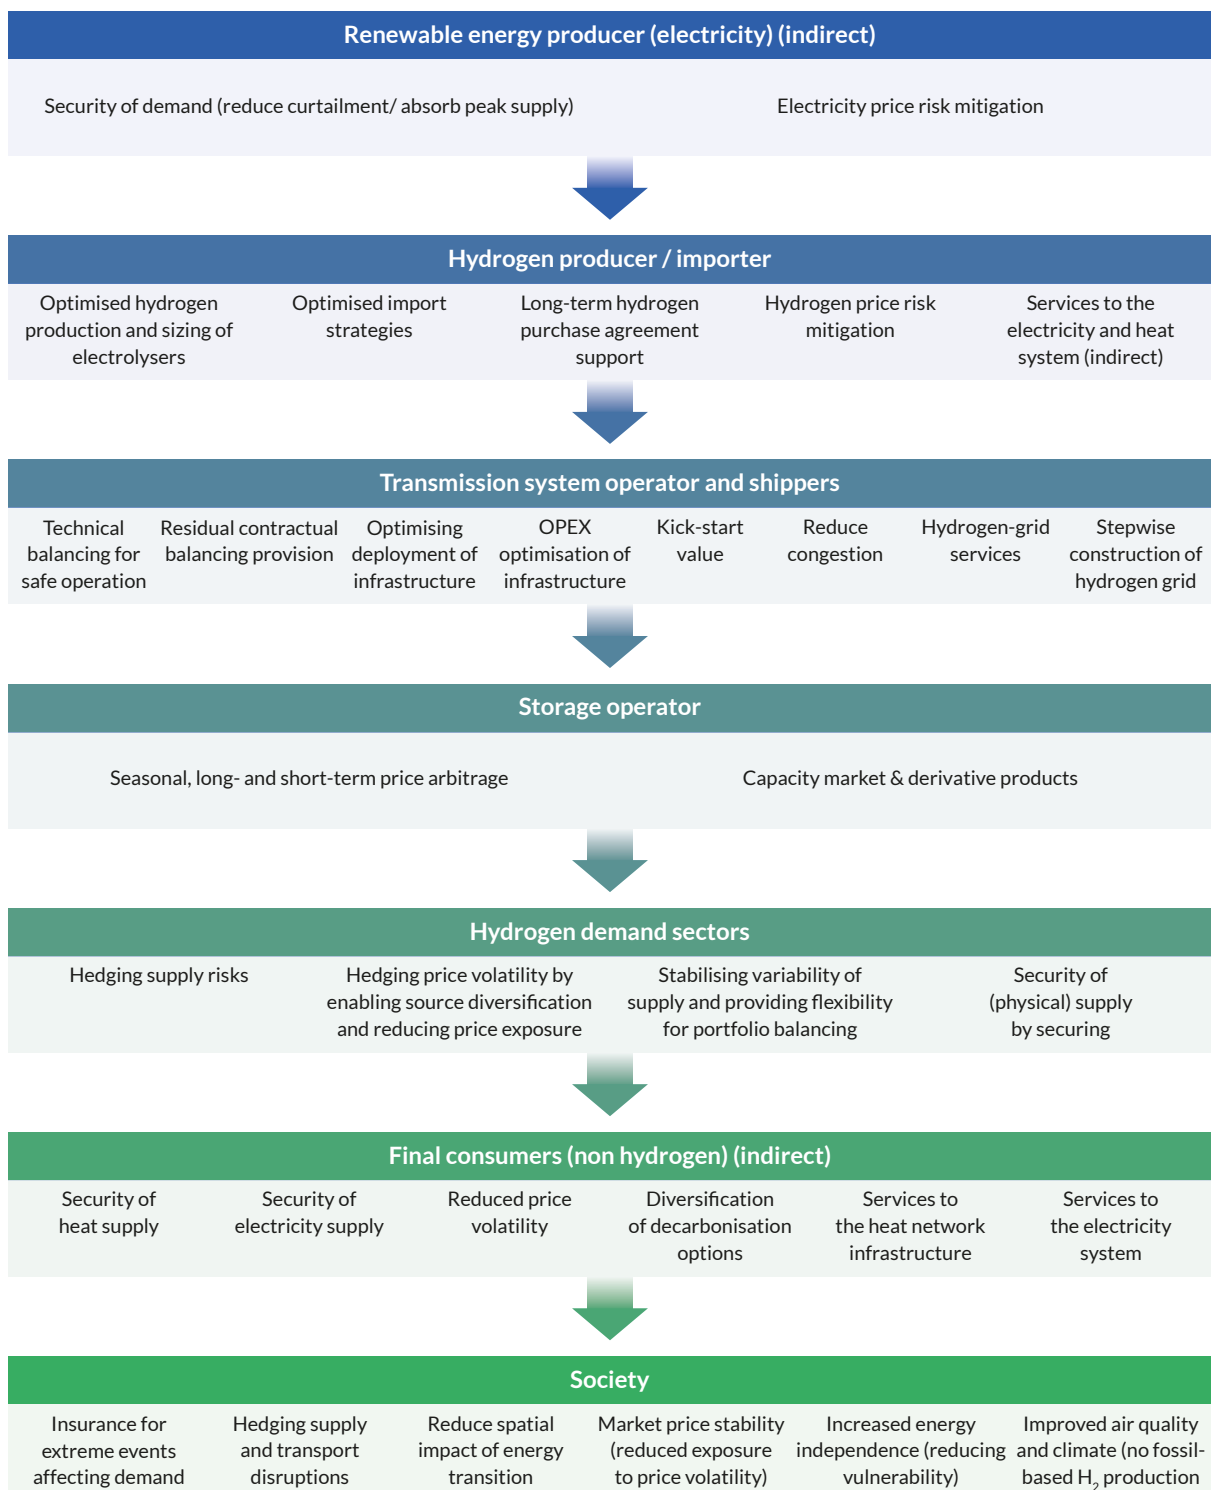 Renewable energy producer (electricity) (indirect)
Security of demand (reduce curtailment/ absorb peak supply)
Electricity price risk mitigation
Hydrogen producer / importer
Optimised hydrogen
production and sizing of
electrolysers
Optimised import
strategies
Long-term hydrogen
purchase agreement
support
Hydrogen price risk
mitigation
Services to the
electricity and heat
system (indirect)
Transmission system operator and shippers
Technical
balancing for
safe operation
Residual contractual
balancing provision
Optimising
deployment of
infrastructure
OPEX
optimisation of
infrastructure
Kick-start
value
Reduce
congestion
Hydrogen-grid
services
Stepwise
construction of
hydrogen grid
Storage operator
Seasonal, long- and short-term price arbitrage
Capacity market & derivative products
Hydrogen demand sectors
Hedging supply risks
Hedging price volatility by
enabling source diversification
and reducing price exposure
Stabilising variability of
supply and providing flexibility
for portfolio balancing
Security of
(physical) supply
by securing
Final consumers (non hydrogen) (indirect)
Security of
heat supply
Security of
electricity supply
Reduced price
volatility
Diversification
of decarbonisation
options
Services to
the heat network
infrastructure
Services to
the electricity
system
Society
Insurance for
extreme events
affecting demand
Hedging supply
and transport
disruptions
Reduce spatial
impact of energy
transition
Market price stability
(reduced exposure
to price volatility)
Increased energy
independence (reducing
vulnerability)
Improved air quality
and climate (no fossil-
based H₂ production